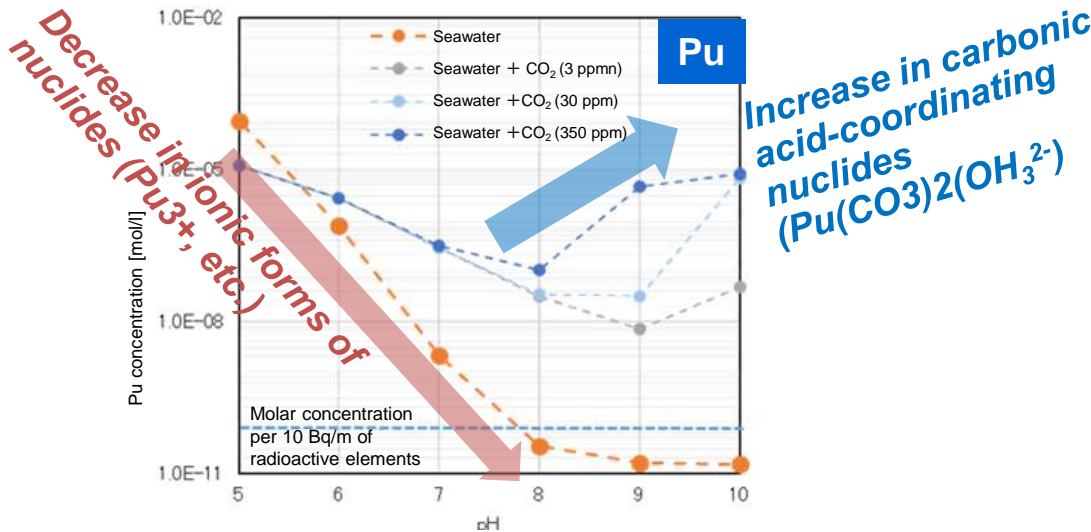 Decrease in ionic forms of
nuclides (Pu3+, etc.)
1.0E-02
1.0E-05
1.0E-08
1.0E-11
Pu concentration [mol/l]
Seawater
Seawater + CO₂ (3 ppmn)
Seawater +CO₂ (30 ppm)
Seawater +CO₂ (350 ppm)
Pu
Increase in carbonic
acid-coordinating
nuclides
(Pu(CO3)2(OH₃²⁻)
Molar concentration
per 10 Bq/m of
radioactive elements
5 6 7 8 9 10
pH